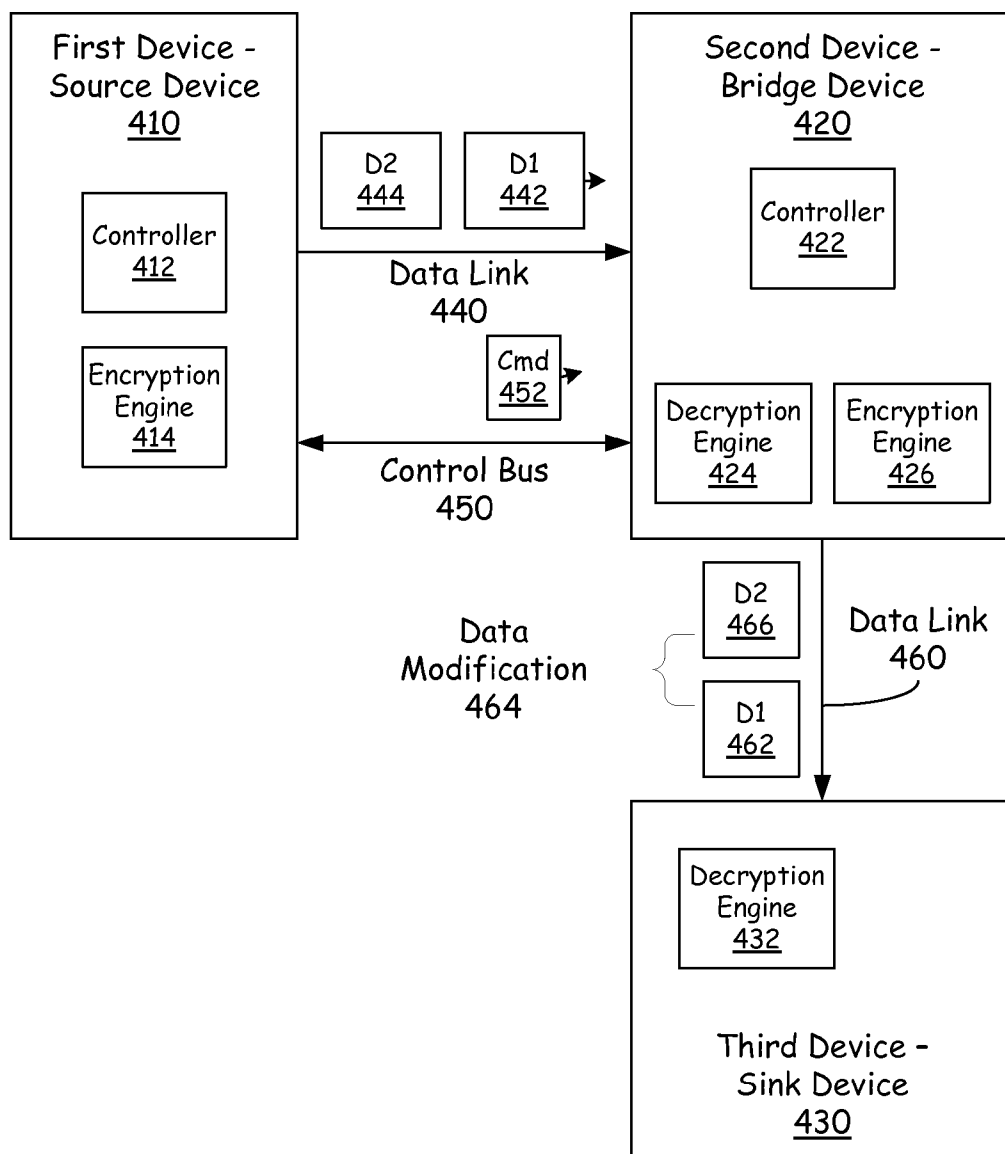 First Device -
Source Device
410
Controller
412
Encryption
Engine
414
D2
444
D1
442
Data Link
440
Cmd
452
Control Bus
450
Second Device -
Bridge Device
420
Controller
422
Decryption
Engine
424
Encryption
Engine
426
Data
Modification
464
D2
466
D1
462
Data Link
460
Decryption
Engine
432
Third Device –
Sink Device
430